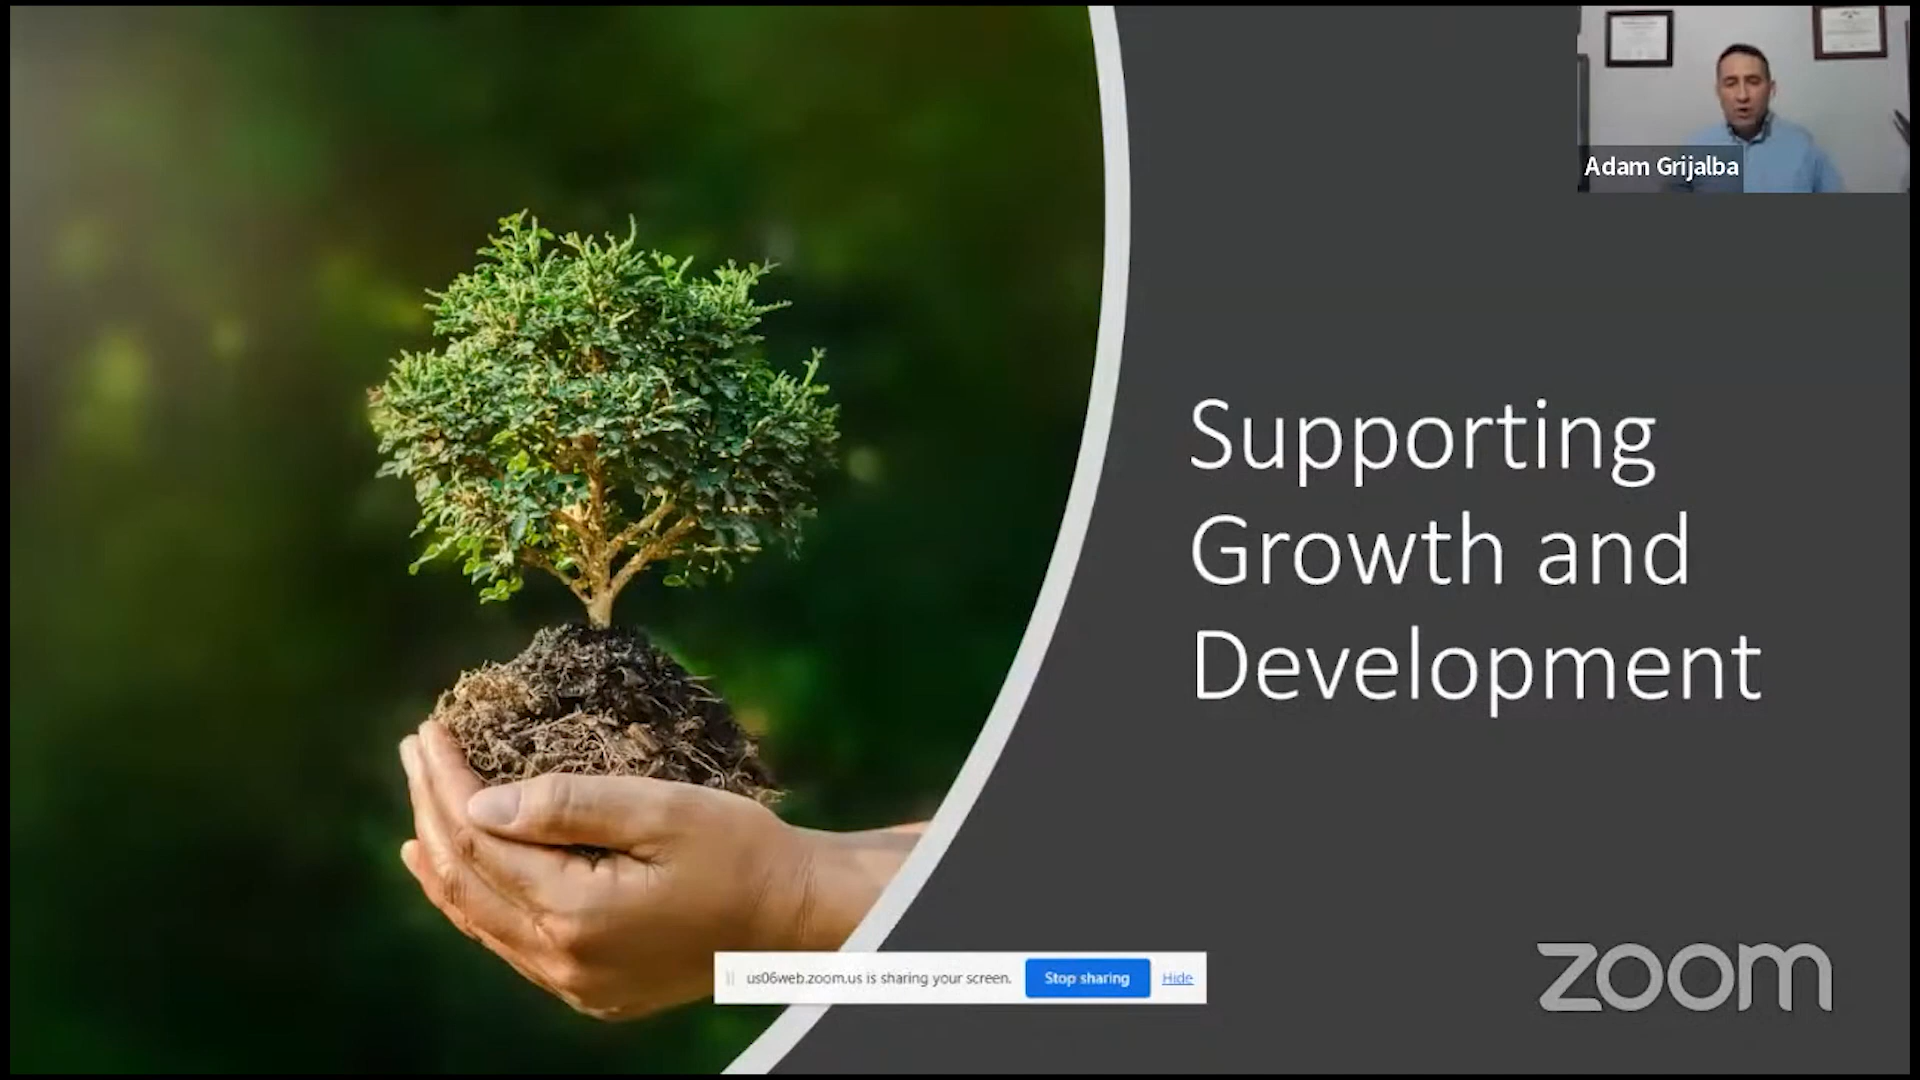 Adam Grijalba
Supporting
Growth and
Development
us06web.zoom.us is sharing your screen.
Stop sharing
Hide
zoom